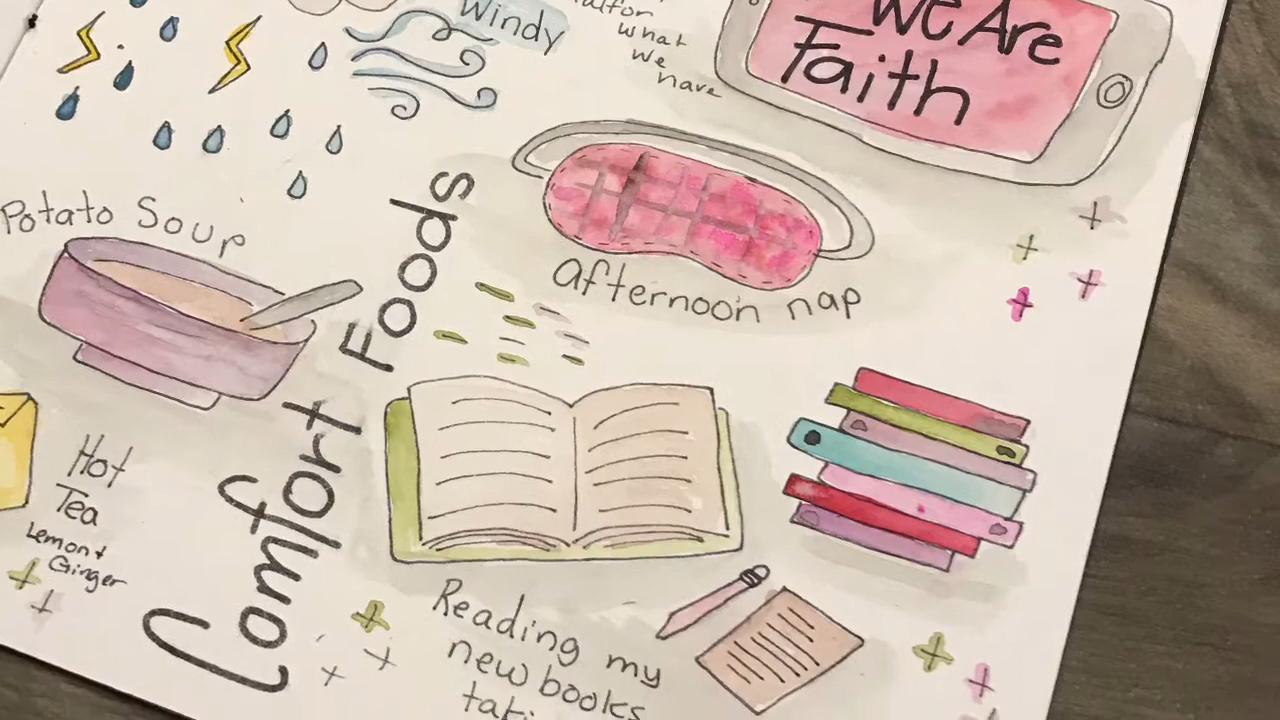 Windy
what
we
have
We Are
Faith
Potato Soup
afternoon nap
Comfort Foods
Hot
Tea
Lemon +
Ginger
Reading my
new books